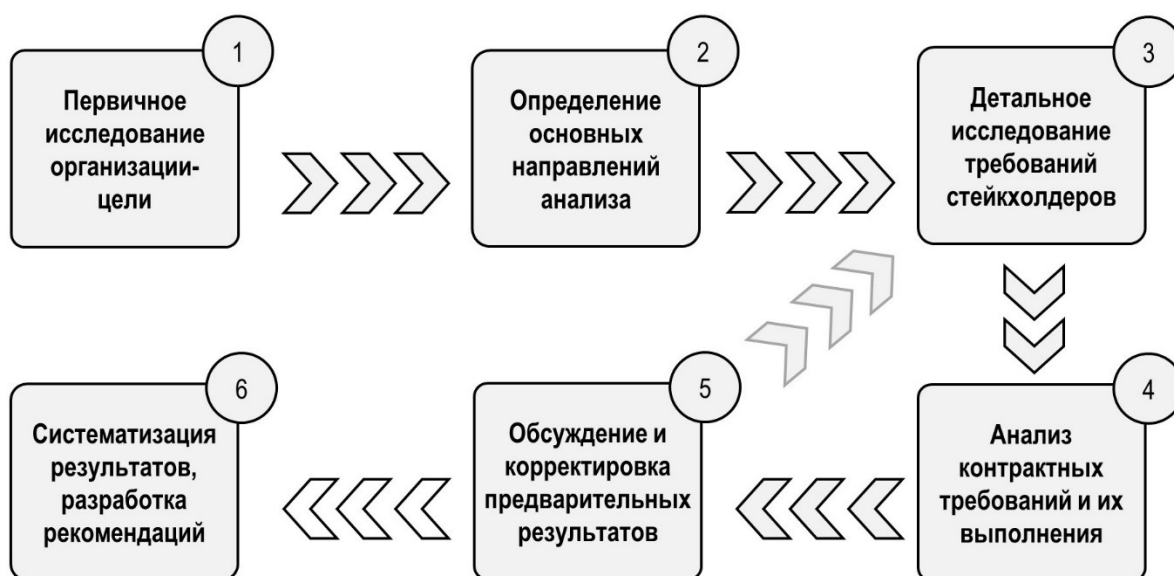 1
Первичное
исследование
организации-
цели
2
Определение
основных
направлений
анализа
3
Детальное
исследование
требований
стейкхолдеров
4
Анализ
контрактных
требований и их
выполнения
5
Обсуждение и
корректировка
предварительных
результатов
6
Систематизация
результатов,
разработка
рекомендаций